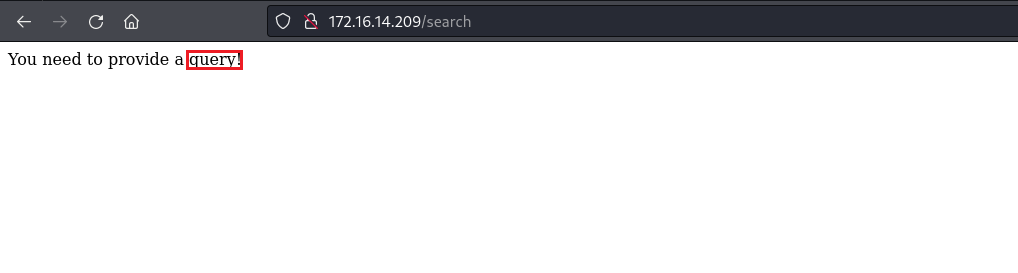 172.16.14.209/search
You need to provide a query!